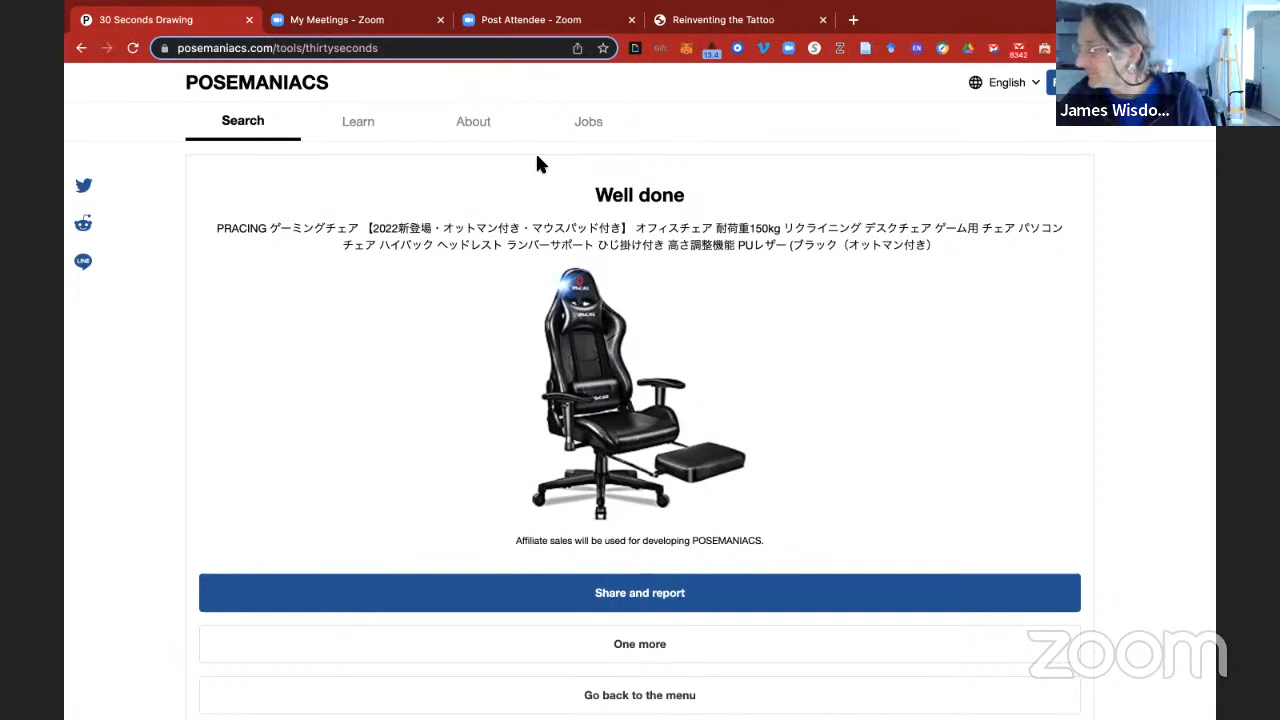 30 Seconds Drawing
My Meetings - Zoom
Post Attendee - Zoom
Reinventing the Tattoo
posemaniacs.com/tools/thirtyseconds
13.4
EN
8342
POSEMANIACS
English
James Wisdo...
Search
Learn
About
Jobs
Well done
PRACING ゲーミングチェア 【2022新登場・オットマン付き・マウスパッド付き】 オフィスチェア 耐荷重150kg リクライニング デスクチェア ゲーム用 チェア パソコン
チェア ハイバック ヘッドレスト ランバーサポート ひじ掛け付き 高さ調整機能 PUレザー (ブラック（オットマン付き）
LINE
Affiliate sales will be used for developing POSEMANIACS.
Share and report
One more
zoom
Go back to the menu